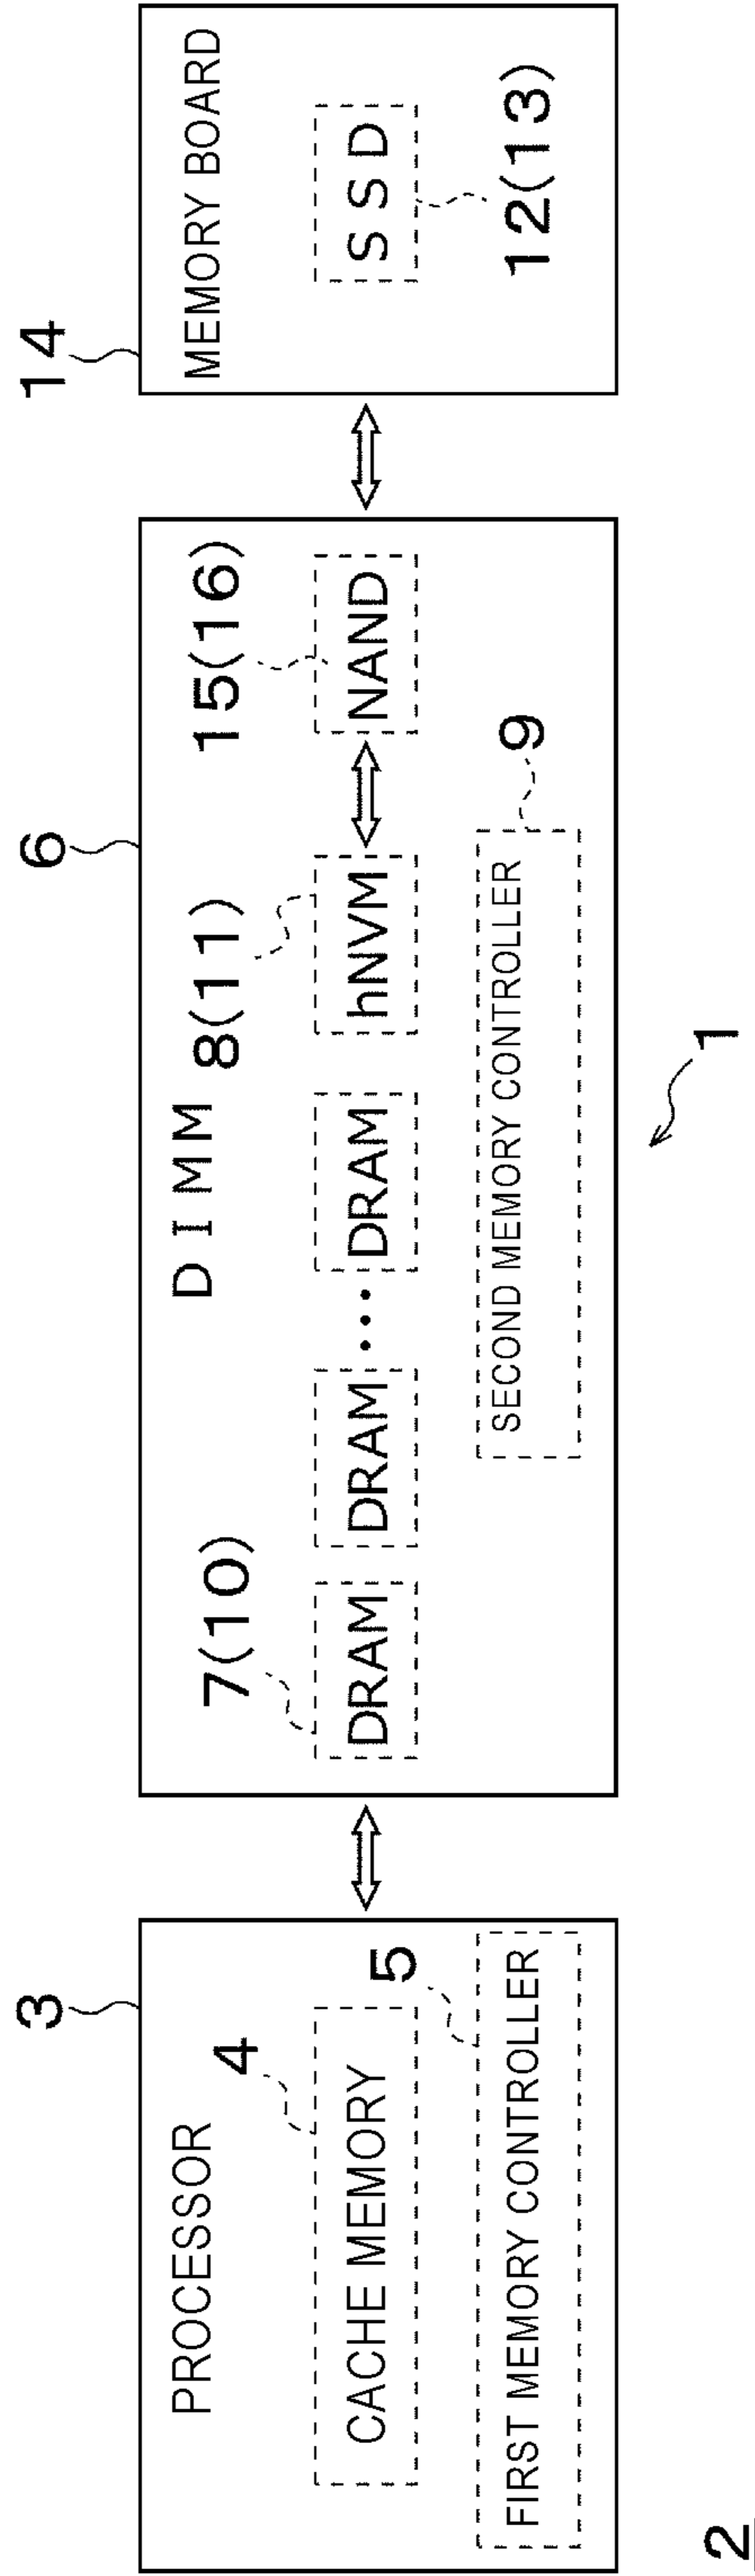 2
3
PROCESSOR
4
CACHE MEMORY
5
FIRST MEMORY CONTROLLER
6
DIMM
7(10)
8(11)
15(16)
DRAM
DRAM
...
DRAM
hNVM
NAND
9
SECOND MEMORY CONTROLLER
1
14
MEMORY BOARD
SSD
12(13)